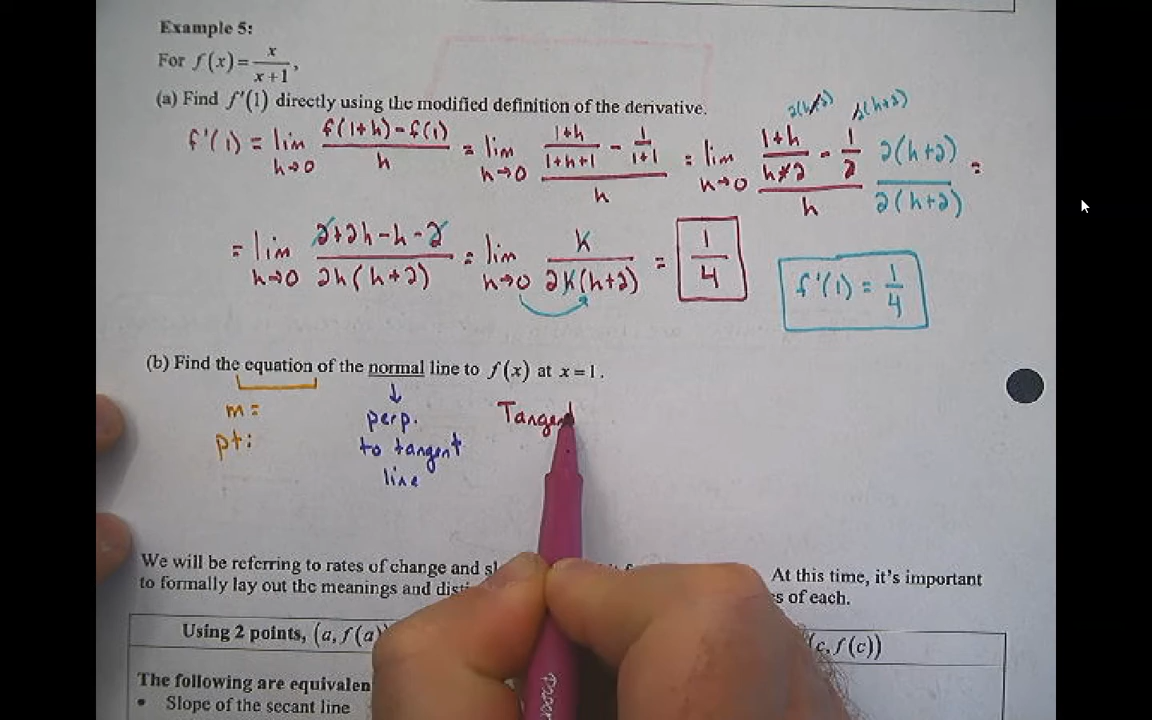 Example 5:
For f(x) = x/(x+1),
(a) Find f'(1) directly using the modified definition of the derivative.
2(h+2) 2(h+2)
f'(1) = lim h→0 (f(1+h) - f(1))/h = lim h→0 ((1+h)/(1+h+1) - 1/(1+1))/h = lim h→0 ((1+h)/(h+2) - 1/2)/h 2(h+2)/2(h+2) =
= lim h→0 (2+2h-h-2)/(2h(h+2)) = lim h→0 h/(2h(h+2)) = 1/4 f'(1) = 1/4
(b) Find the equation of the normal line to f(x) at x = 1.
m = ↓ Tangent
pt: perp.
to tangent
line
We will be referring to rates of change and At this time, it's important
to formally lay out the meanings and of each.
Using 2 points, (a, f(a) (c, f(c))
The following are
• Slope of the secant line